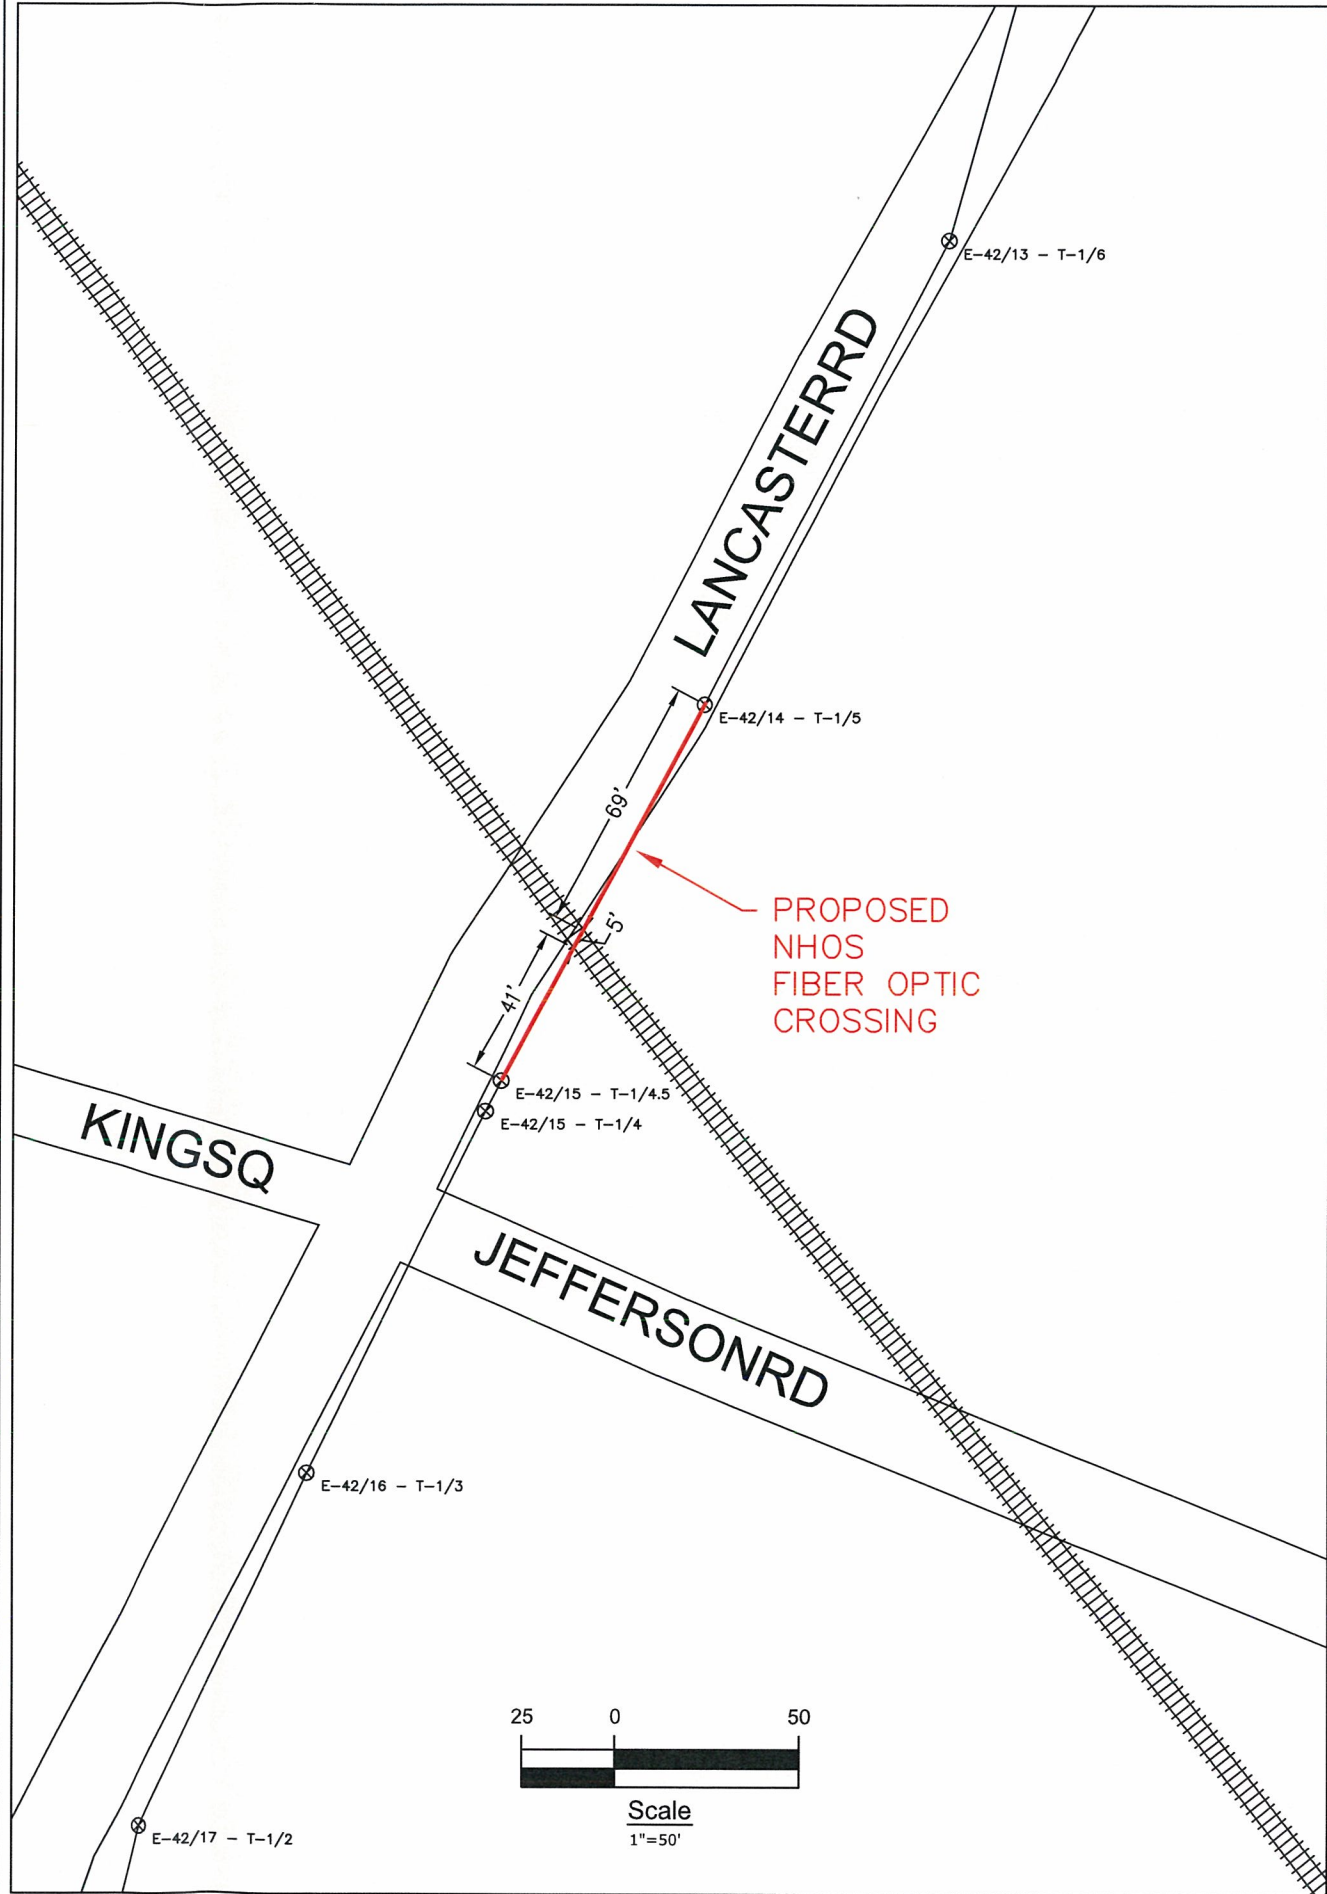 E-42/13 - T-1/6
LANCASTERRD
E-42/14 - T-1/5
69'
5'
41'
PROPOSED
NHOS
FIBER OPTIC
CROSSING
E-42/15 - T-1/4.5
E-42/15 - T-1/4
KINGSQ
JEFFERSONRD
E-42/16 - T-1/3
25 0 50
Scale
1"=50'
E-42/17 - T-1/2